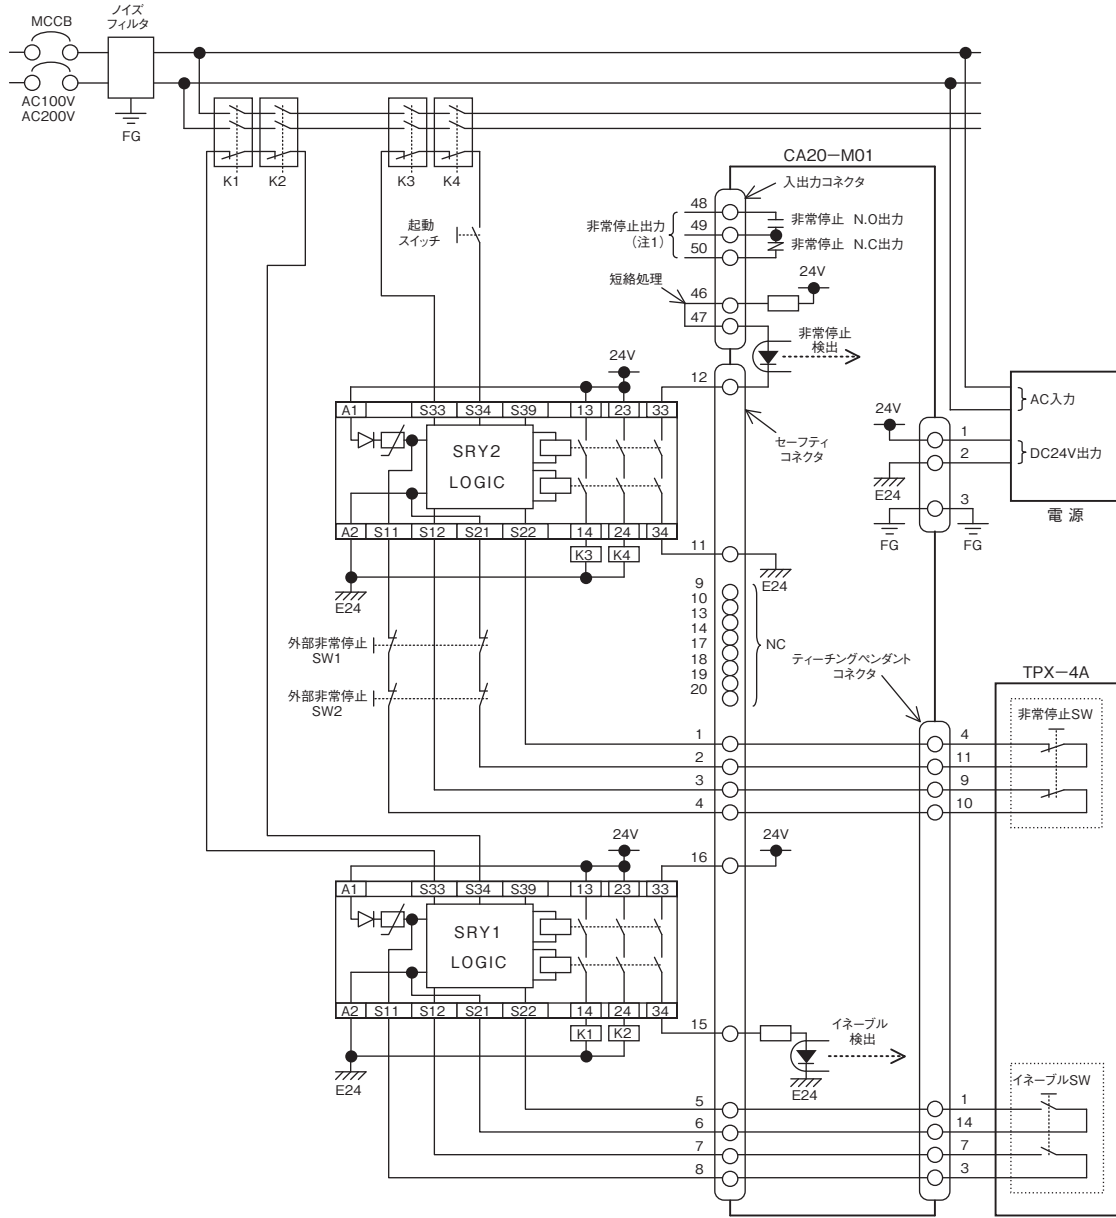 MCCB
ノイズ
フィルタ
AC100V
AC200V
FG
K1
K2
K3
K4
起動
スイッチ
CA20−M01
入出力コネクタ
48
49
50
非常停止出力
(注1)
非常停止 N.O出力
非常停止 N.C出力
短絡処理
46
47
24V
非常停止
検出
24V
12
A1 S33 S34 S39 13 23 33
SRY2
LOGIC
A2 S11 S12 S21 S22 14 24 34
K3 K4
E24
セーフティ
コネクタ
24V
1
2
3
E24
FG
FG
AC入力
DC24V出力
電 源
11
E24
9
10
13
14
17
18
19
20
NC
外部非常停止
SW1
外部非常停止
SW2
ティーチングペンダント
コネクタ
TPX−4A
非常停止SW
1
2
3
4
4
11
9
10
24V
16
24V
A1 S33 S34 S39 13 23 33
SRY1
LOGIC
A2 S11 S12 S21 S22 14 24 34
K1 K2
E24
15
イネーブル
検出
E24
イネーブルSW
5
6
7
8
1
14
7
3